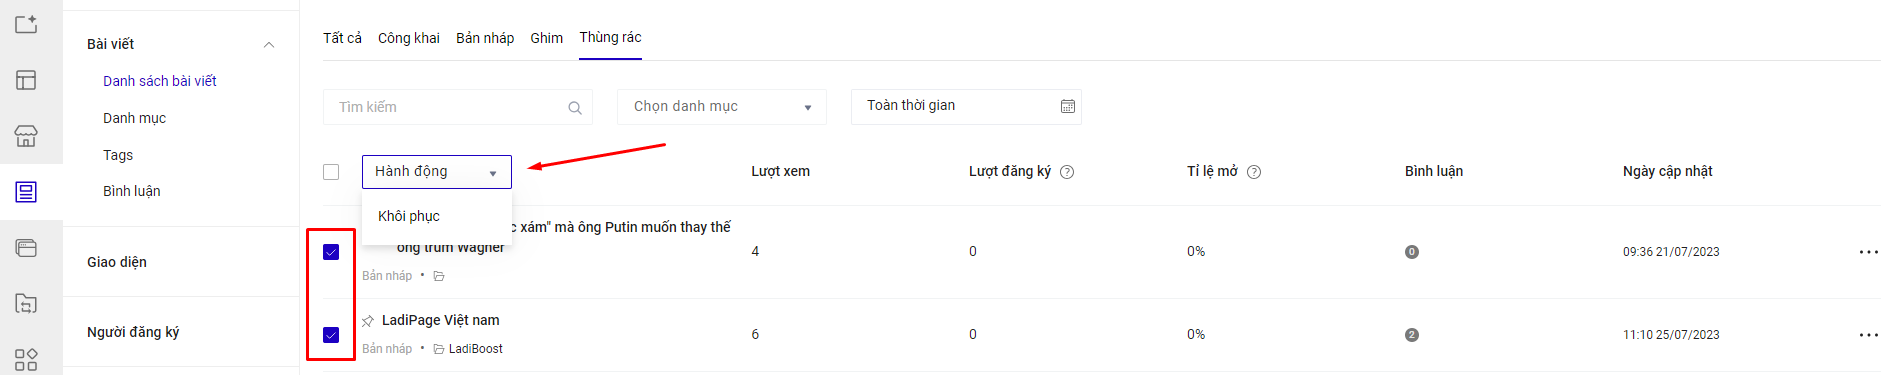 Bài viết
Danh sách bài viết
Danh mục
Tags
Bình luận
Giao diện
Người đăng ký
Tất cả Công khai Bản nháp Ghim Thùng rác
Tìm kiếm Chọn danh mục Toàn thời gian
Hành động Lượt xem Lượt đăng ký ? Tỉ lệ mở ? Bình luận Ngày cập nhật
Khôi phục
xám" mà ông Putin muốn thay thế
ông trùm Wagner 4 0 0% 0 09:36 21/07/2023
Bản nháp •
LadiPage Việt nam
6 0 0% 2 11:10 25/07/2023
Bản nháp • LadiBoost